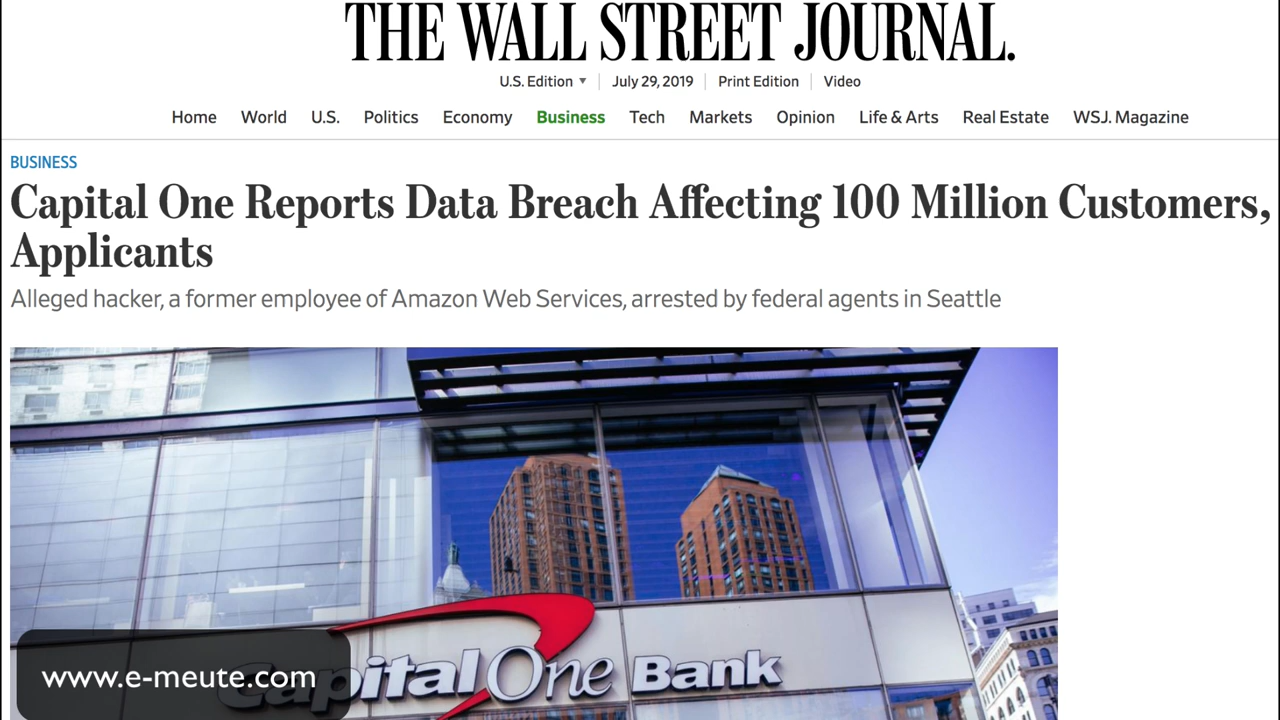 THE WALL STREET JOURNAL.
U.S. Edition July 29, 2019 Print Edition Video
Home World U.S. Politics Economy Business Tech Markets Opinion Life & Arts Real Estate WSJ. Magazine
BUSINESS
Capital One Reports Data Breach Affecting 100 Million Customers,
Applicants
Alleged hacker, a former employee of Amazon Web Services, arrested by federal agents in Seattle
Capital One Bank
www.e-meute.com